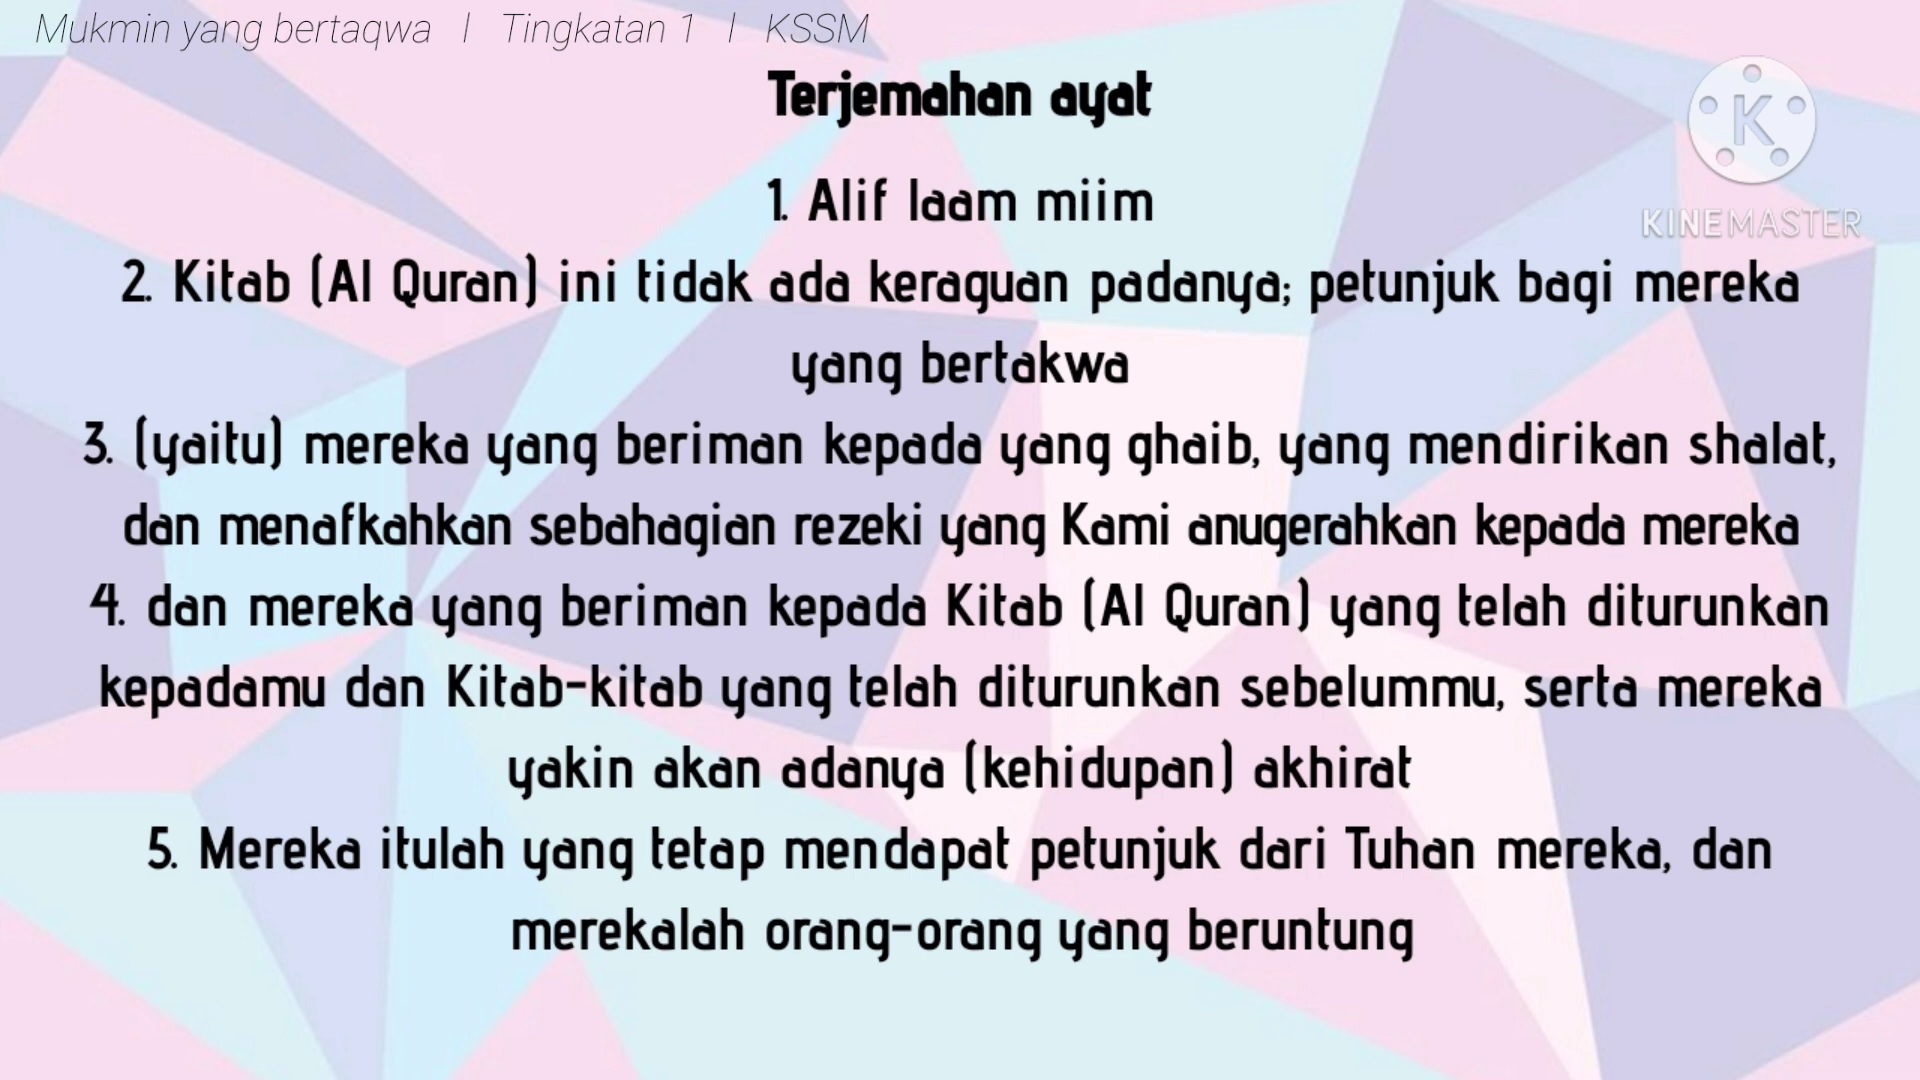 Mukmin yang bertaqwa | Tingkatan 1 | KSSM
Terjemahan ayat
K
KINEMASTER
1. Alif laam miim
2. Kitab (Al Quran) ini tidak ada keraguan padanya; petunjuk bagi mereka
yang bertakwa
3. (yaitu) mereka yang beriman kepada yang ghaib, yang mendirikan shalat,
dan menafkahkan sebahagian rezeki yang Kami anugerahkan kepada mereka
4. dan mereka yang beriman kepada Kitab (Al Quran) yang telah diturunkan
kepadamu dan Kitab-kitab yang telah diturunkan sebelummu, serta mereka
yakin akan adanya (kehidupan) akhirat
5. Mereka itulah yang tetap mendapat petunjuk dari Tuhan mereka, dan
merekalah orang-orang yang beruntung